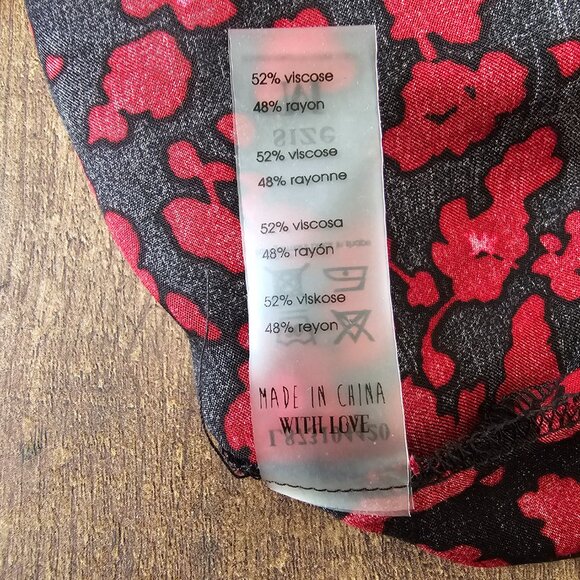 52% viscose
48% rayon
52% viscose
48% rayonne
52% viscosa
48% rayón
52% viskose
48% reyon
MADE IN CHINA
WITH LOVE